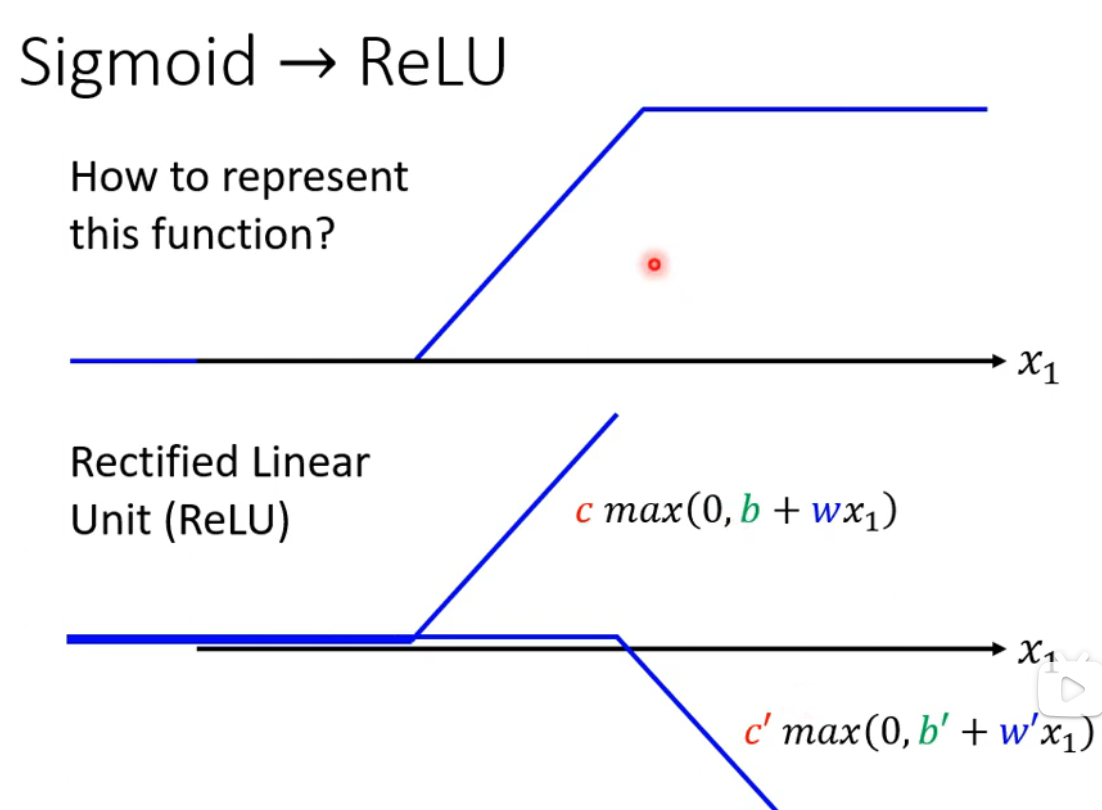 Sigmoid → ReLU
How to represent
this function?
x₁
Rectified Linear
Unit (ReLU)
c max(0, b + wx₁)
x₁
c′ max(0, b′ + w′x₁)